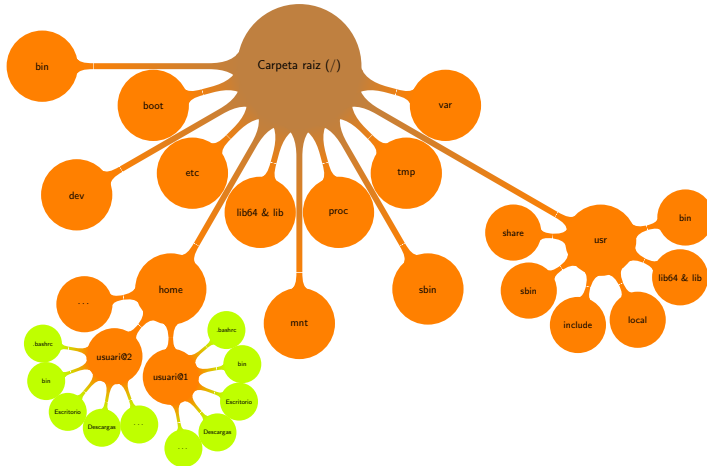 Carpeta raiz (/)
bin
boot
var
dev
etc
tmp
lib64 & lib
proc
share
usr
bin
lib64 & lib
sbin
include
local
home
. . .
mnt
sbin
.bashrc
usuari@2
bin
Escritorio
Descargas
. . .
usuari@1
.bashrc
bin
Escritorio
Descargas
. . .